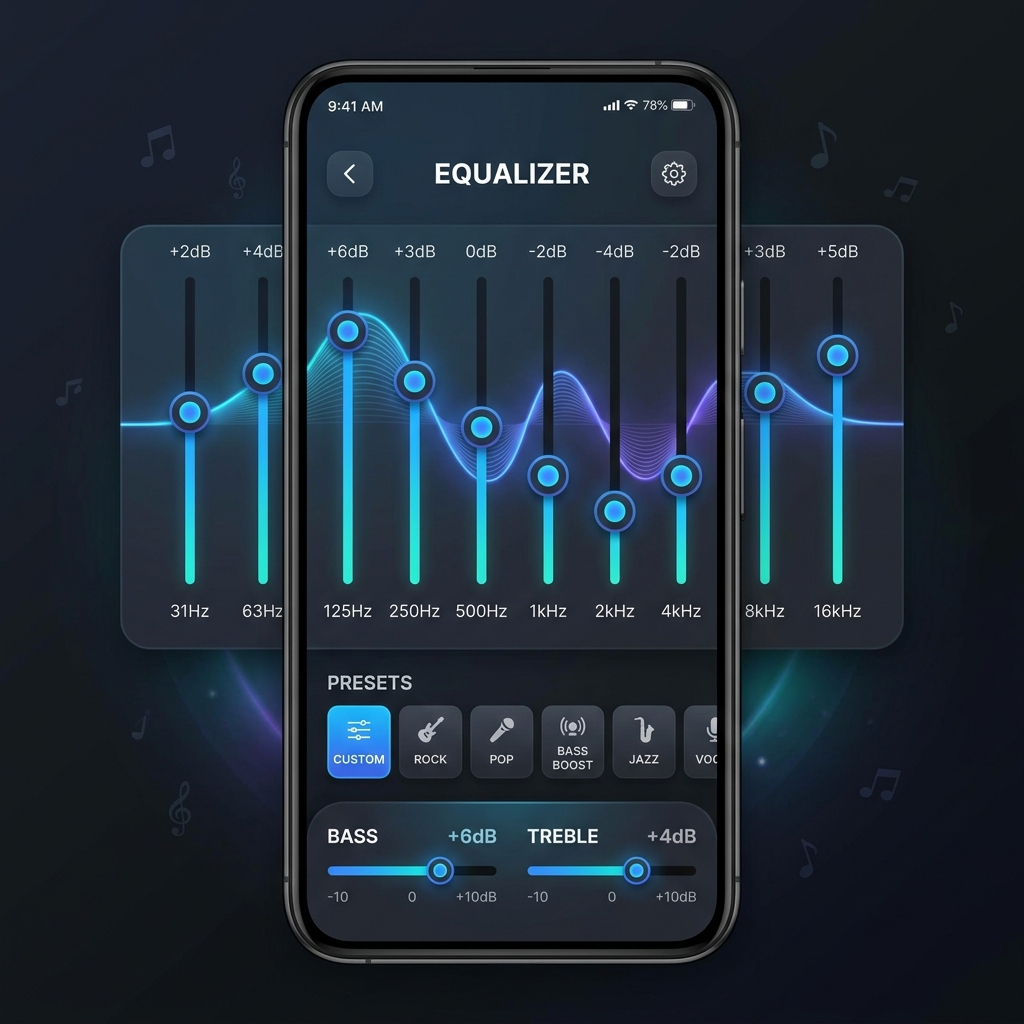 9:41 AM 78%
EQUALIZER
+2dB +4dB +6dB +3dB 0dB -2dB -4dB -2dB +3dB +5dB
31Hz 63Hz 125Hz 250Hz 500Hz 1kHz 2kHz 4kHz 8kHz 16kHz
PRESETS
CUSTOM ROCK POP BASS BOOST JAZZ VOC
BASS +6dB TREBLE +4dB
-10 0 +10dB -10 0 +10dB